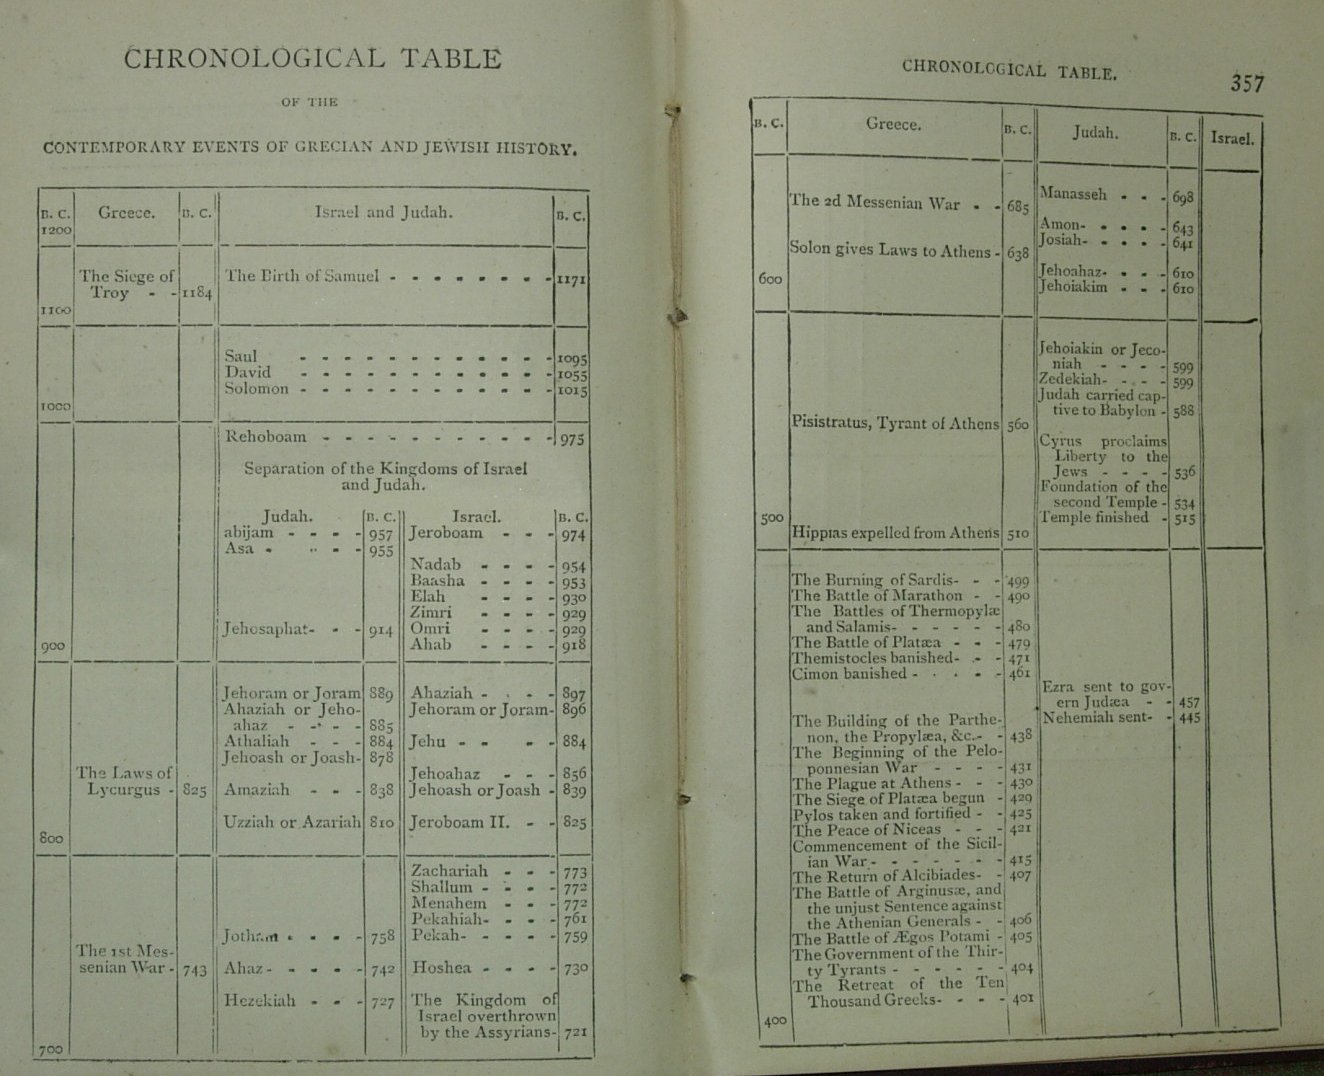 CHRONOLOGICAL TABLE
OF THE
CONTEMPORARY EVENTS OF GRECIAN AND JEWISH HISTORY.
B. C. Greece. B. C. Israel and Judah. B. C.
1200
The Siege of The Birth of Samuel - - - - - - - - 1171
Troy - - 1184
1100
Saul - - - - - - - - - - - - 1095
David - - - - - - - - - - - - 1055
Solomon - - - - - - - - - - - - 1015
1000
Rehoboam - - - - - - - - - - - 975
Separation of the Kingdoms of Israel
and Judah.
Judah. B. C. Israel. B. C.
abijam - - - - 957 Jeroboam - - - 974
Asa - - - - 955
Nadab - - - - 954
Baasha - - - - 953
Elah - - - - 930
Zimri - - - - 929
Jehosaphat- - - 914 Omri - - - - 929
900 Ahab - - - - 918
Jehoram or Joram 889 Ahaziah - - - - 897
Ahaziah or Jeho- Jehoram or Joram- 896
ahaz - - - - 885
Athaliah - - - 884 Jehu - - - - 884
Jehoash or Joash- 878
The Laws of Jehoahaz - - - 856
Lycurgus - 825 Amaziah - - - 838 Jehoash or Joash - 839
Uzziah or Azariah 810 Jeroboam II. - - 825
800
Zachariah - - - 773
Shallum - - - - 772
Menahem - - - 772
Pekahiah- - - - 761
Jotham - - - - 758 Pekah- - - - - 759
The 1st Mes-
senian War - 743 Ahaz - - - - - 742 Hoshea - - - - 730
Hezekiah - - - 727 The Kingdom of
Israel overthrown
by the Assyrians- 721
700
CHRONOLOGICAL TABLE. 357
B. C. Greece. B. C. Judah. B. C. Israel.
The 2d Messenian War - - 685 Manasseh - - - 698
Amon- - - - - 643
Solon gives Laws to Athens - 638 Josiah- - - - - 641
600 Jehoahaz- - - - 610
Jehoiakim - - - 610
Jehoiakin or Jeco-
niah - - - - 599
Zedekiah- - - - 599
Judah carried cap-
Pisistratus, Tyrant of Athens 560 tive to Babylon - 588
Cyrus proclaims
Liberty to the
Jews - - - - 536
Foundation of the
second Temple - 534
500 Temple finished - 515
Hippias expelled from Athens 510
The Burning of Sardis- - - 499
The Battle of Marathon - - 490
The Battles of Thermopylæ
and Salamis- - - - - - 480
The Battle of Platæa - - - 479
Themistocles banished- - - 471
Cimon banished - - - - - 461
Ezra sent to gov-
ern Judæa - - 457
The Building of the Parthe- Nehemiah sent- - 445
non, the Propylæa, &c.- - 438
The Beginning of the Pelo-
ponnesian War - - - - 431
The Plague at Athens - - - 430
The Siege of Platæa begun - 429
Pylos taken and fortified - - 425
The Peace of Niceas - - - 421
Commencement of the Sicil-
ian War - - - - - - - 415
The Return of Alcibiades- - 407
The Battle of Arginusæ, and
the unjust Sentence against
the Athenian Generals - - 406
The Battle of Ægos Potami - 405
The Government of the Thir-
ty Tyrants - - - - - - 404
The Retreat of the Ten
Thousand Greeks- - - - 401
400